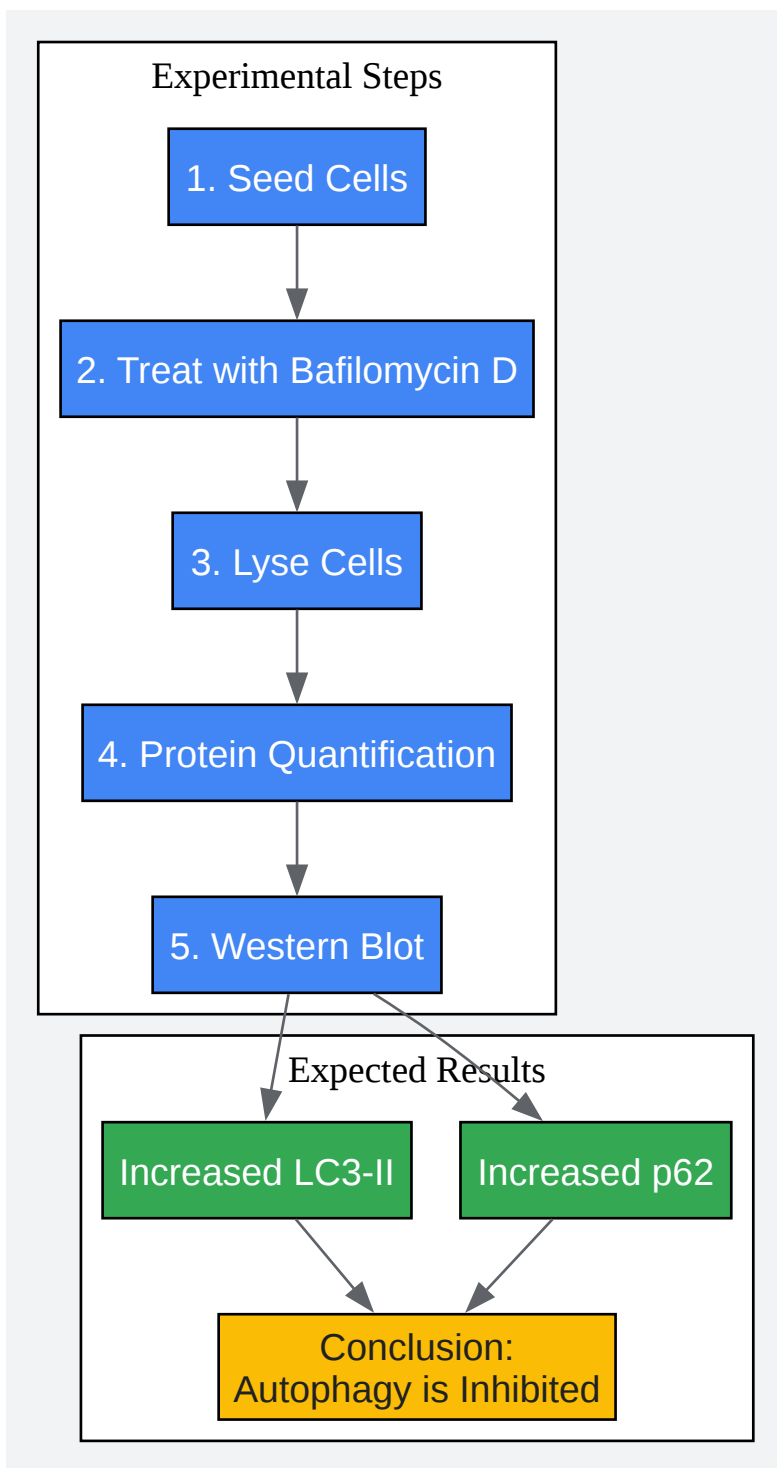 Experimental Steps
1. Seed Cells
2. Treat with Bafilomycin D
3. Lyse Cells
4. Protein Quantification
5. Western Blot
Expected Results
Increased LC3-II
Increased p62
Conclusion:
Autophagy is Inhibited